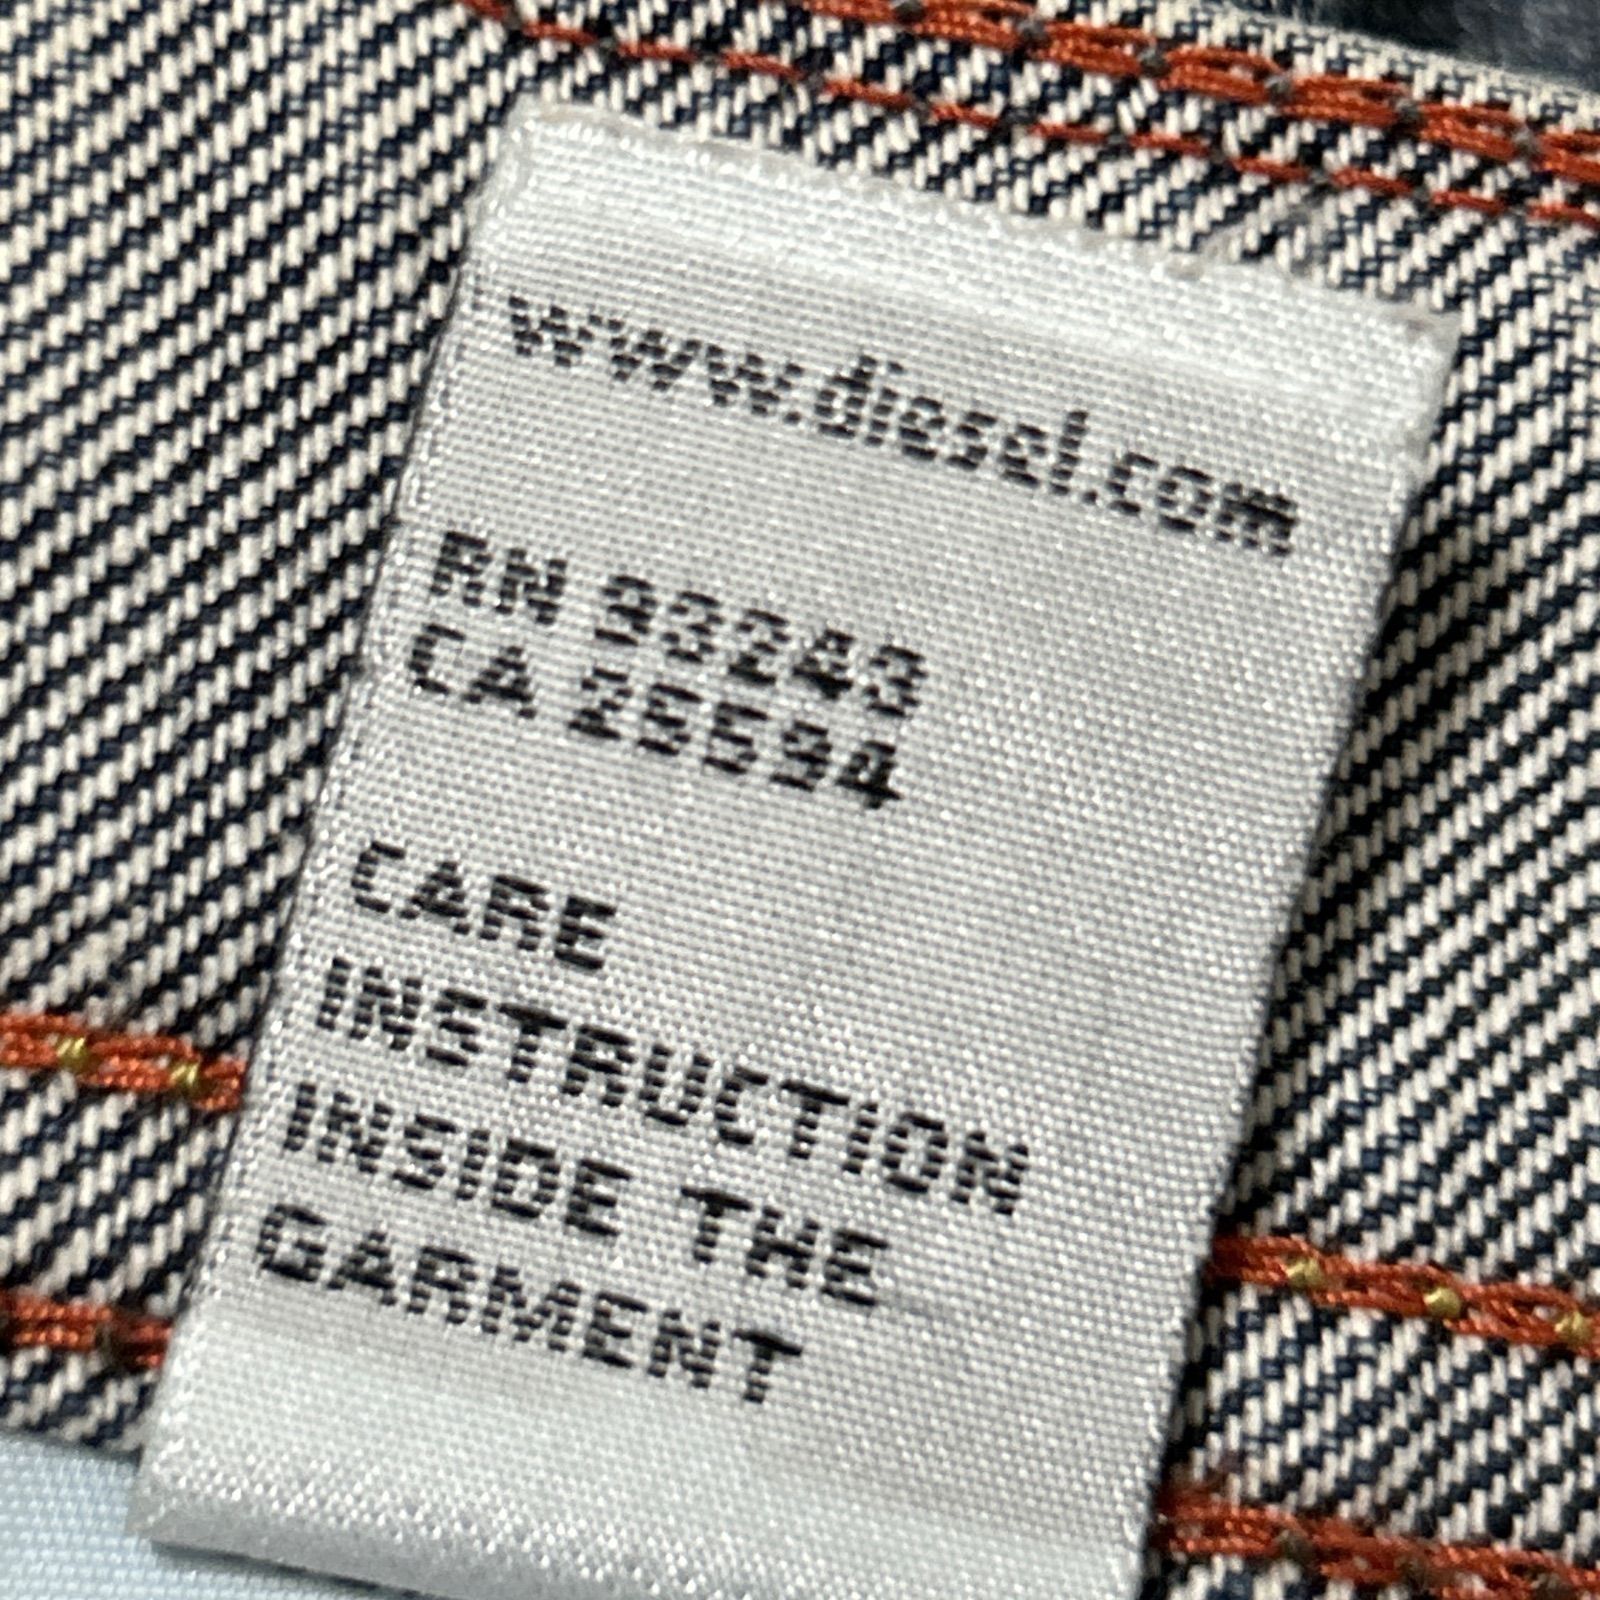 www.diesel.com
RN 93243
CA 25594
CARE
INSTRUCTION
INSIDE THE
GARMENT